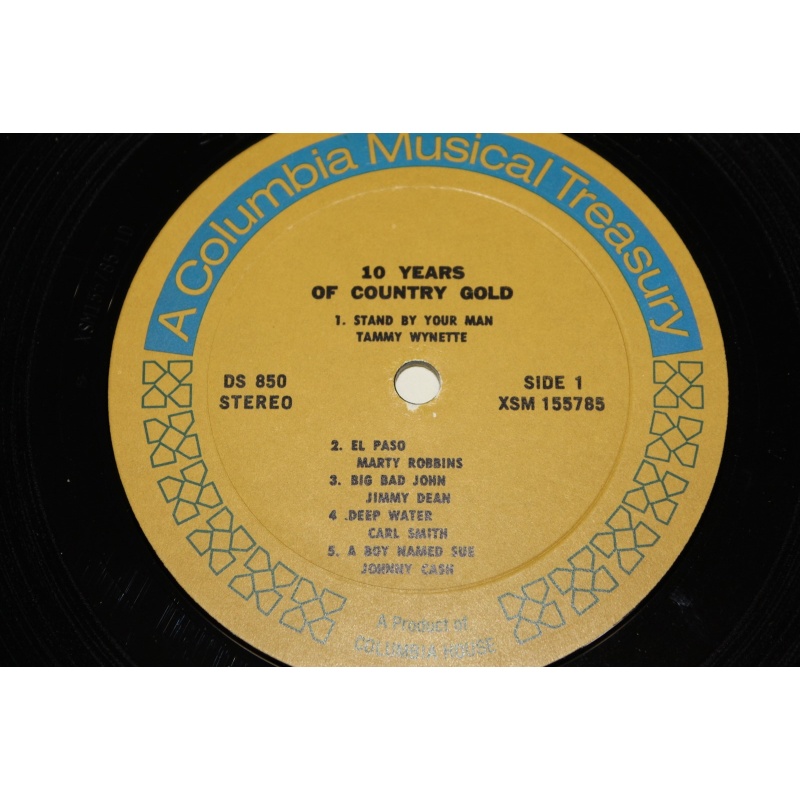 A Columbia Musical Treasury
10 YEARS
OF COUNTRY GOLD
1. STAND BY YOUR MAN
TAMMY WYNETTE
DS 850
STEREO
SIDE 1
XSM 155785
2. EL PASO
MARTY ROBBINS
3. BIG BAD JOHN
JIMMY DEAN
4 .DEEP WATER
CARL SMITH
5. A BOY NAMED SUE
JOHNNY CASH
A Product of
COLUMBIA HOUSE